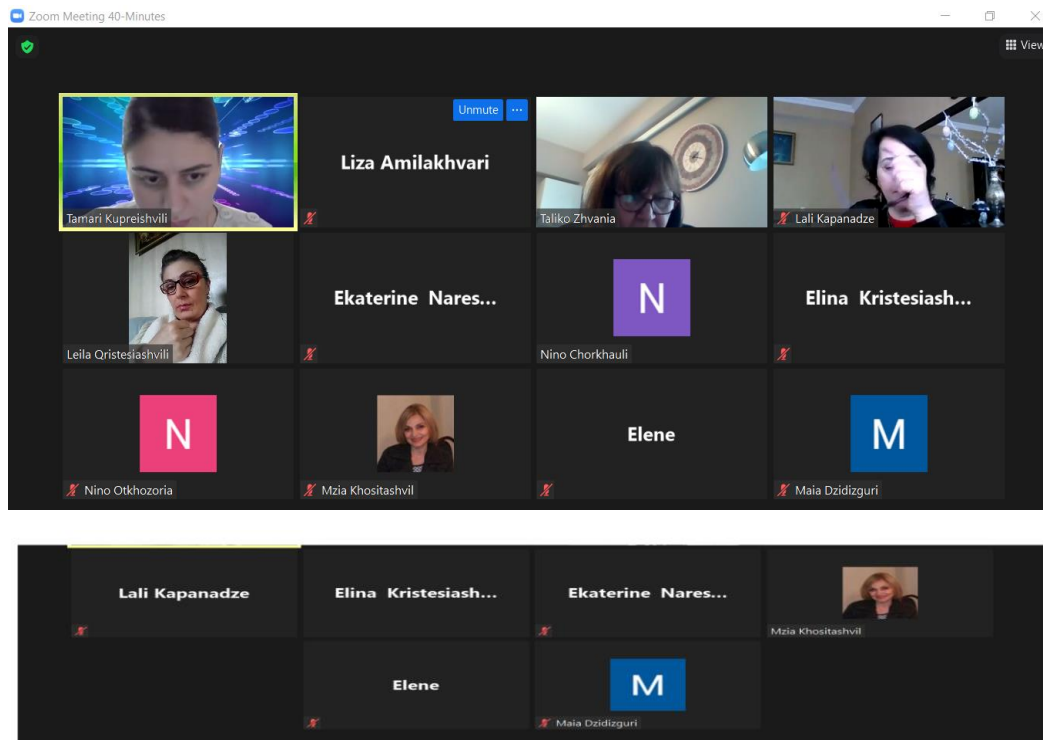 Zoom Meeting 40-Minutes
View
Unmute ...
Tamari Kupreishvili
Liza Amilakhvari
Taliko Zhvania
Lali Kapanadze
Leila Qristesiashvili
Ekaterine Nares...
N
Nino Chorkhauli
Elina Kristesiash...
N
Nino Otkhozoria
Mzia Khositashvil
Elene
M
Maia Dzidizguri
Lali Kapanadze
Elina Kristesiash...
Ekaterine Nares...
Mzia Khositashvil
Elene
M
Maia Dzidizguri